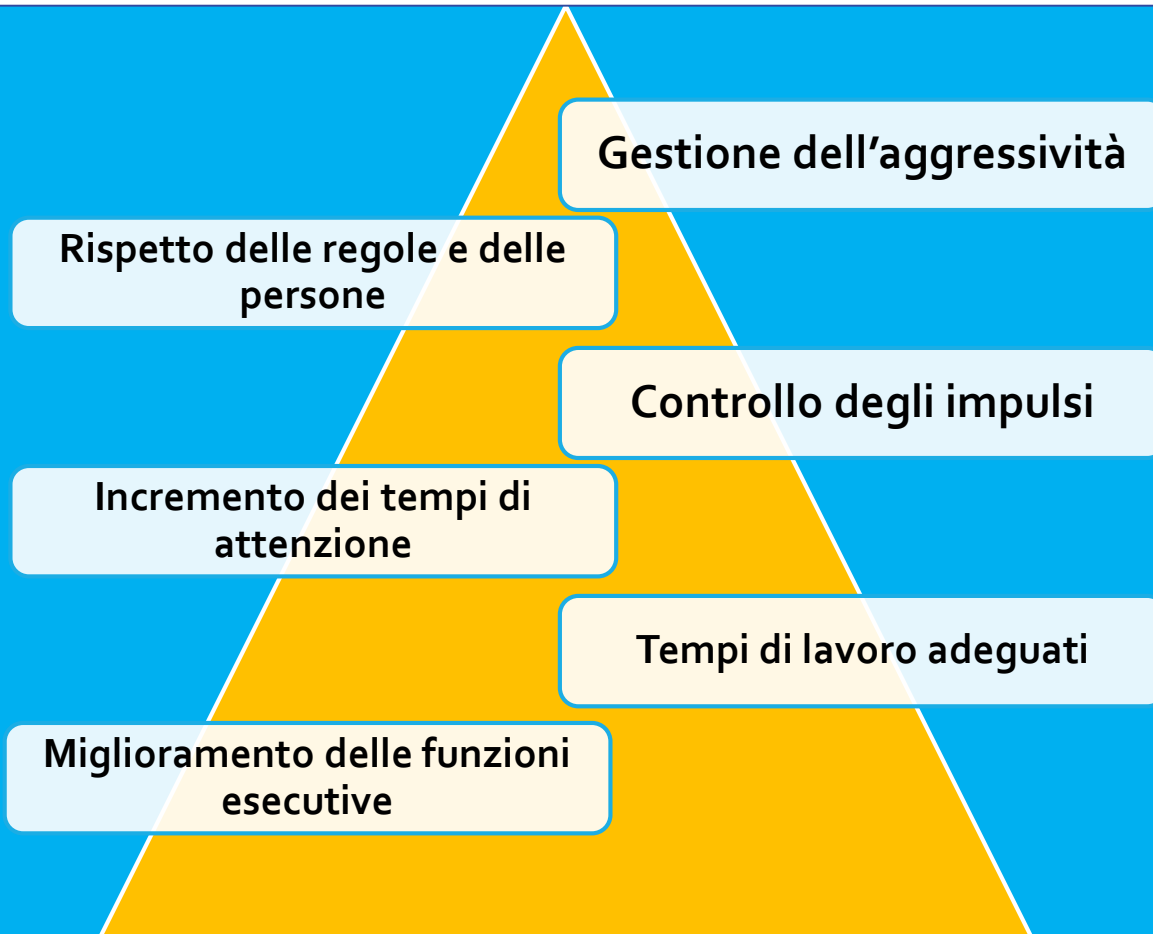 Gestione dell’aggressività
Rispetto delle regole e delle
persone
Controllo degli impulsi
Incremento dei tempi di
attenzione
Tempi di lavoro adeguati
Miglioramento delle funzioni
esecutive